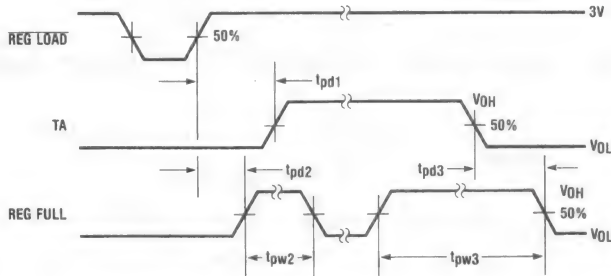 3V
REG LOAD
50%
tpd1
VOH
TA
50%
VOL
tpd2
tpd3
VOH
REG FULL
50%
VOL
tpw2
tpw3